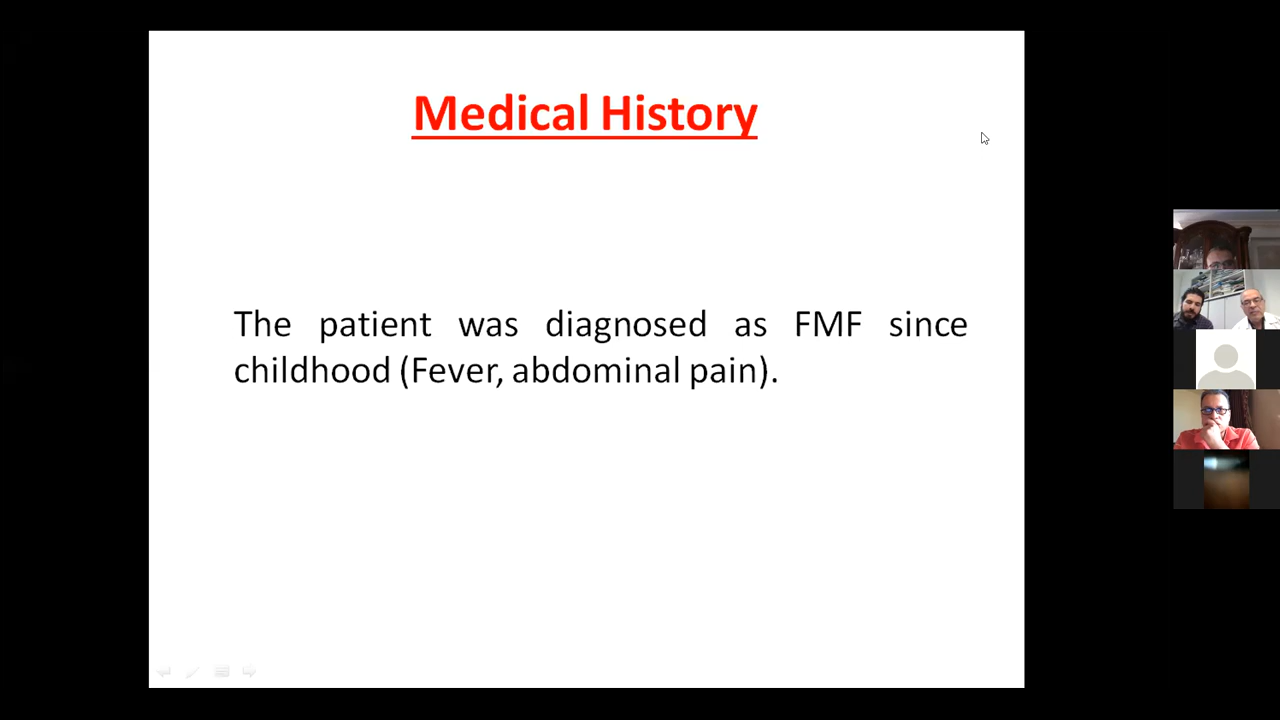 Medical History
The patient was diagnosed as FMF since
childhood (Fever, abdominal pain).